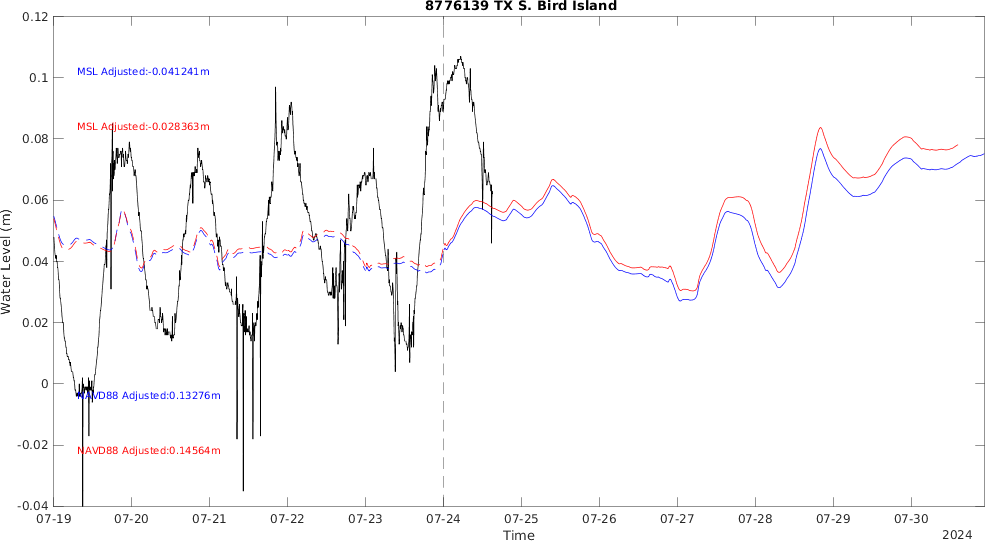 8776139 TX S. Bird Island
0.12
0.1
0.08
0.06
0.04
0.02
0
-0.02
-0.04
Water Level (m)
MSL Adjusted:-0.041241m
MSL Adjusted:-0.028363m
NAVD88 Adjusted:0.13276m
NAVD88 Adjusted:0.14564m
07-19 07-20 07-21 07-22 07-23 07-24 07-25 07-26 07-27 07-28 07-29 07-30
Time
2024